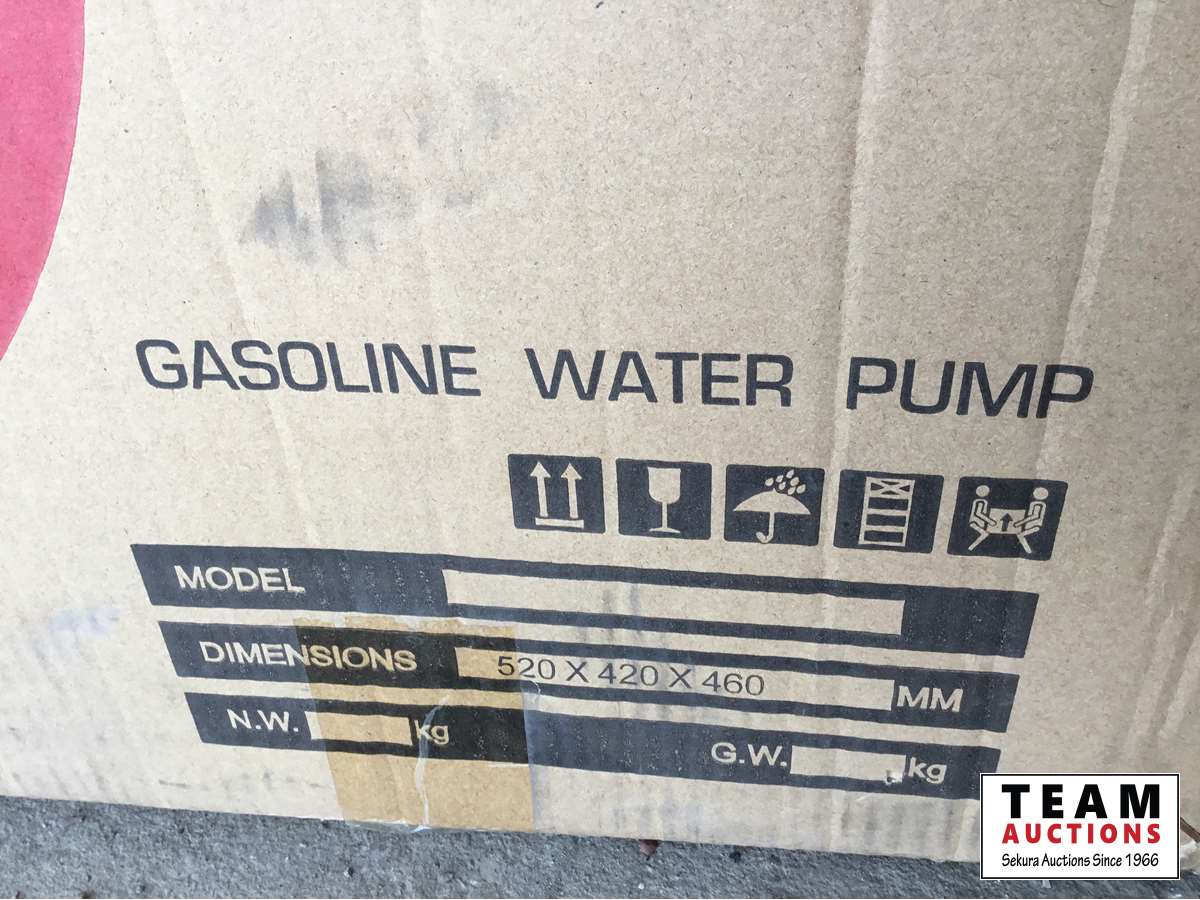 GASOLINE WATER PUMP
MODEL
DIMENSIONS 520 X 420 X 460 MM
N.W. kg G.W. kg
TEAM
AUCTIONS
Sekura Auctions Since 1966